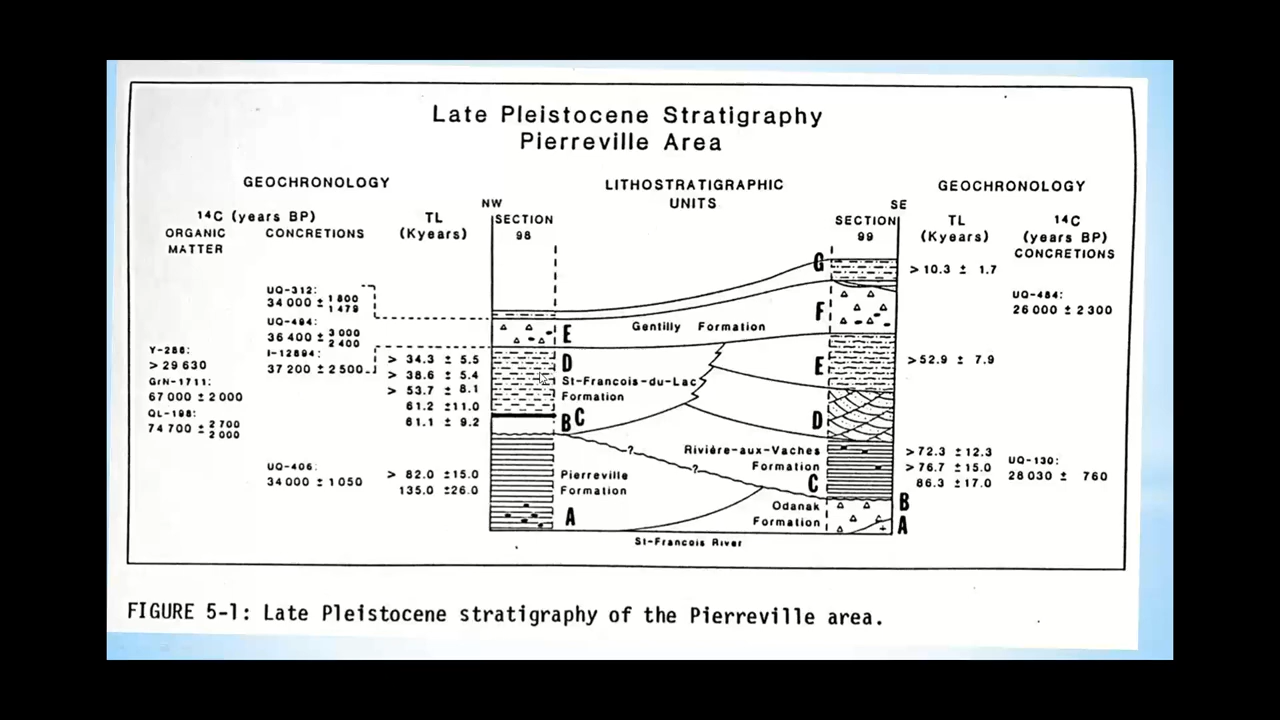 Late Pleistocene Stratigraphy
Pierreville Area
GEOCHRONOLOGY
14C (years BP)
ORGANIC
MATTER
CONCRETIONS
TL
(Kyears)
NW
SECTION
98
LITHOSTRATIGRAPHIC
UNITS
SE
SECTION
99
GEOCHRONOLOGY
TL
(Kyears)
14C
(years BP)
CONCRETIONS
UQ-312:
34 000 ± 1 800
1 479
UQ-494:
36 400 ± 3 000
2 400
I-12894:
37 200 ± 2 500
Y-286:
> 29 630
GrN-1711:
67 000 ± 2 000
QL-198:
74 700 ± 2 700
2 000
UQ-406:
34 000 ± 1 050
> 34.3 ± 5.5
> 38.6 ± 5.4
> 53.7 ± 8.1
61.2 ±11.0
61.1 ± 9.2
> 82.0 ±15.0
135.0 ±26.0
E
D
B C
A
Gentilly Formation
St-Francois-du-Lac
Formation
Pierreville
Formation
Rivière-aux-Vaches
Formation
Odanak
Formation
?
?
G
F
E
D
C
B
A
St-Francois River
> 10.3 ± 1.7
> 52.9 ± 7.9
> 72.3 ± 12.3
> 76.7 ± 15.0
86.3 ± 17.0
UQ-484:
26 000 ± 2 300
UQ-130:
28 030 ± 760
FIGURE 5-1: Late Pleistocene stratigraphy of the Pierreville area.